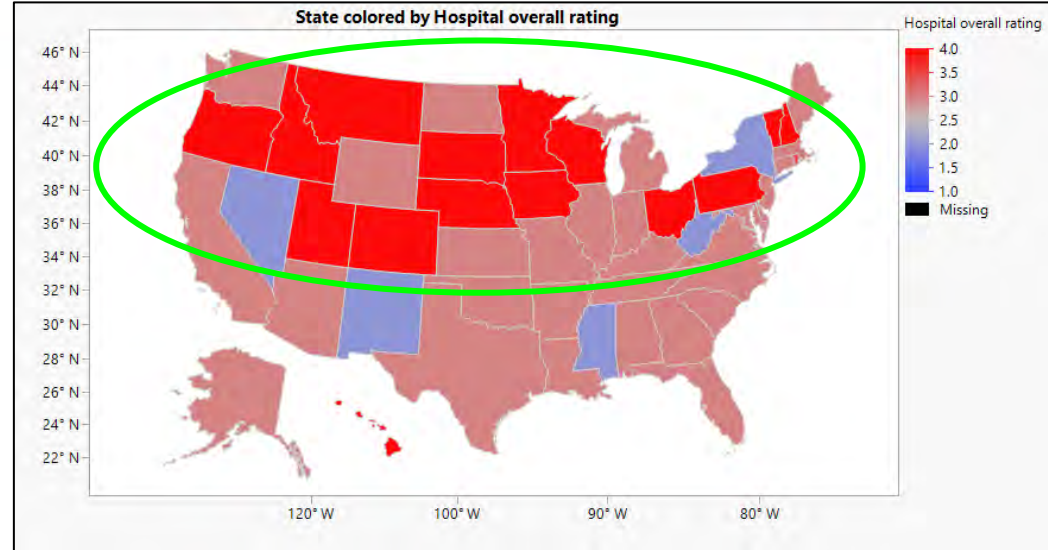 State colored by Hospital overall rating
Hospital overall rating
4.0
3.5
3.0
2.5
2.0
1.5
1.0
Missing
46° N
44° N
42° N
40° N
38° N
36° N
34° N
32° N
30° N
28° N
26° N
24° N
22° N
120° W
100° W
90° W
80° W